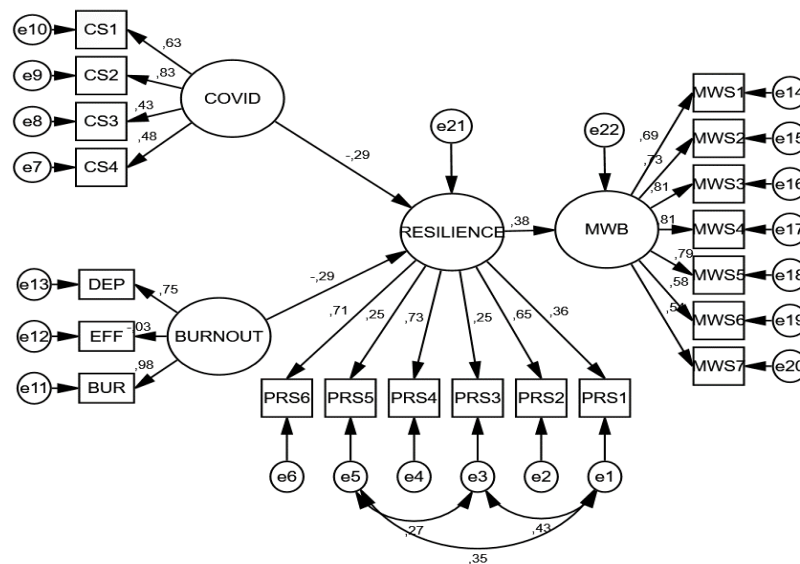 e10
CS1
,63
e9
CS2
,83
e8
CS3
,43
e7
CS4
,48
COVID
-,29
e21
e22
RESILIENCE
,38
MWB
,69
MWS1
e14
,73
MWS2
e15
,81
MWS3
e16
,81
MWS4
e17
,79
MWS5
e18
,58
MWS6
e19
MWS7
e20
e13
DEP
,75
e12
EFF
-,03
e11
BUR
,98
BURNOUT
-,29
,71
,25
,73
,25
,65
,36
PRS6
PRS5
PRS4
PRS3
PRS2
PRS1
e6
e5
e4
e3
e2
e1
,27
,43
,35